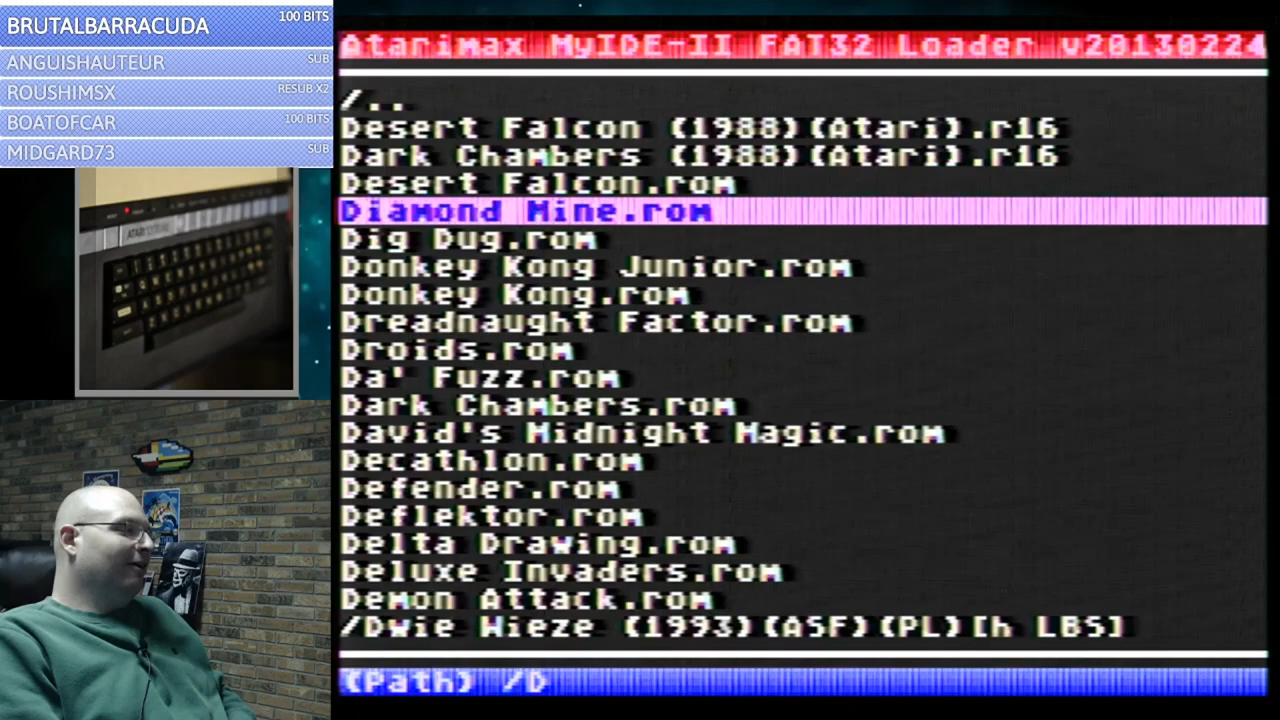 BRUTALBARRACUDA 100 BITS
ANGUISHAUTEUR SUB
ROUSHIMSX RESUB X2
BOATOFCAR 100 BITS
MIDGARD73 SUB
Atarimax MyIDE-II FAT32 Loader v20130224
/..
Desert Falcon (1988)(Atari).r16
Dark Chambers (1988)(Atari).r16
Desert Falcon.rom
Diamond Mine.rom
Dig Dug.rom
Donkey Kong Junior.rom
Donkey Kong.rom
Dreadnaught Factor.rom
Droids.rom
Da' Fuzz.rom
Dark Chambers.rom
David's Midnight Magic.rom
Decathlon.rom
Defender.rom
Deflektor.rom
Delta Drawing.rom
Deluxe Invaders.rom
Demon Attack.rom
/Dwie Wieze (1993)(ASF)(PL)[h LBS]
(Path) /D